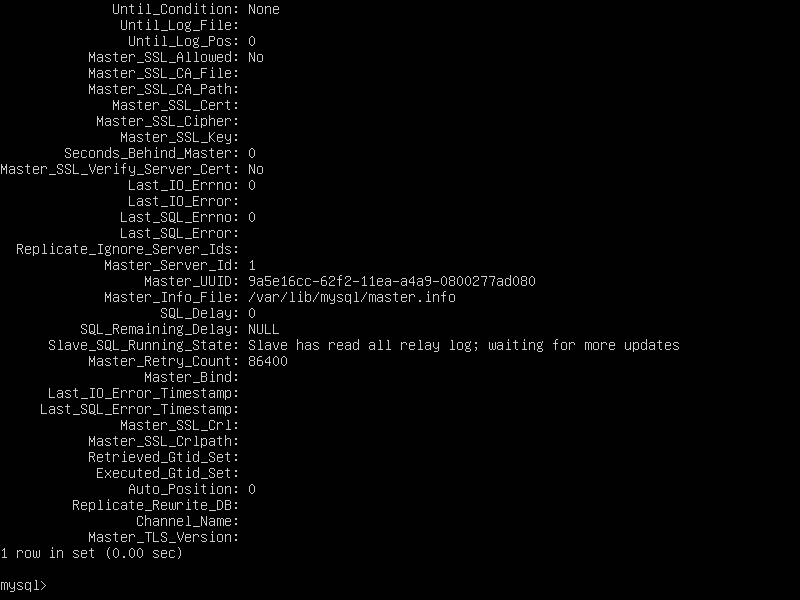 Until_Condition: None
Until_Log_File:
Until_Log_Pos: 0
Master_SSL_Allowed: No
Master_SSL_CA_File:
Master_SSL_CA_Path:
Master_SSL_Cert:
Master_SSL_Cipher:
Master_SSL_Key:
Seconds_Behind_Master: 0
Master_SSL_Verify_Server_Cert: No
Last_IO_Errno: 0
Last_IO_Error:
Last_SQL_Errno: 0
Last_SQL_Error:
Replicate_Ignore_Server_Ids:
Master_Server_Id: 1
Master_UUID: 9a5e16cc-62f2-11ea-a4a9-0800277ad080
Master_Info_File: /var/lib/mysql/master.info
SQL_Delay: 0
SQL_Remaining_Delay: NULL
Slave_SQL_Running_State: Slave has read all relay log; waiting for more updates
Master_Retry_Count: 86400
Master_Bind:
Last_IO_Error_Timestamp:
Last_SQL_Error_Timestamp:
Master_SSL_Crl:
Master_SSL_Crlpath:
Retrieved_Gtid_Set:
Executed_Gtid_Set:
Auto_Position: 0
Replicate_Rewrite_DB:
Channel_Name:
Master_TLS_Version:
1 row in set (0.00 sec)
mysql>